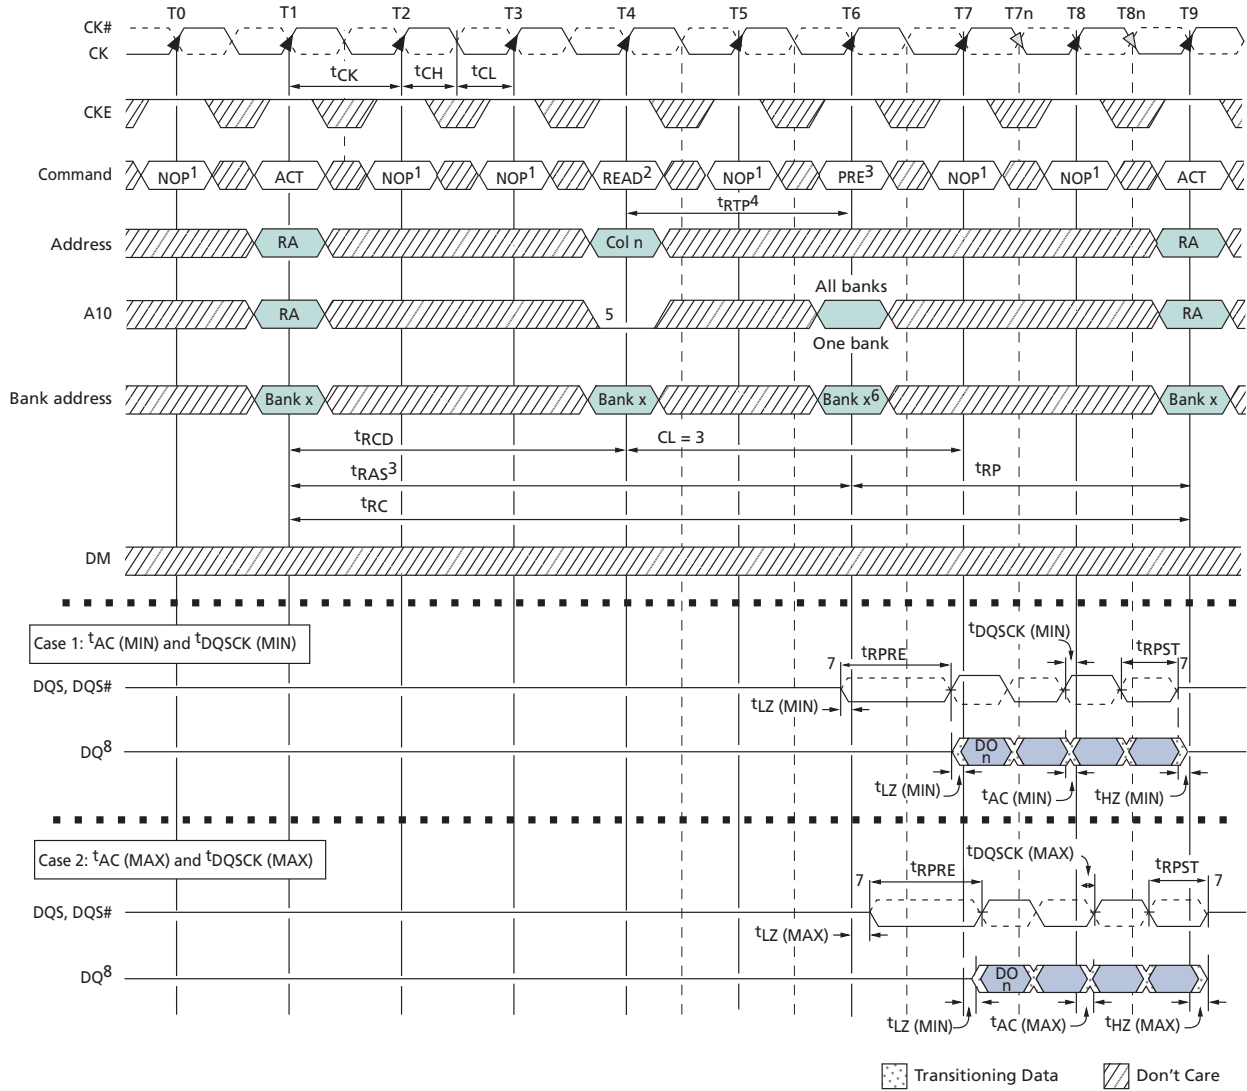 T0 T1 T2 T3 T4 T5 T6 T7 T7n T8 T8n T9
CK#
CK
tCK tCH tCL
CKE
Command NOP1 ACT NOP1 NOP1 READ2 NOP1 PRE3 NOP1 NOP1 ACT
tRTP4
Address RA Col n RA
All banks
A10 RA 5 RA
One bank
Bank address Bank x Bank x Bank x6 Bank x
tRCD CL = 3
tRAS3 tRP
tRC
DM
Case 1: tAC (MIN) and tDQSCK (MIN)
tDQSCK (MIN)
7 tRPRE tRPST 7
DQS, DQS#
tLZ (MIN)
DQ8 DO
n
tLZ (MIN) tAC (MIN) tHZ (MIN)
Case 2: tAC (MAX) and tDQSCK (MAX)
tDQSCK (MAX)
7 tRPRE tRPST 7
DQS, DQS#
tLZ (MAX)
DQ8 DO
n
tLZ (MIN) tAC (MAX) tHZ (MAX)
Transitioning Data Don't Care